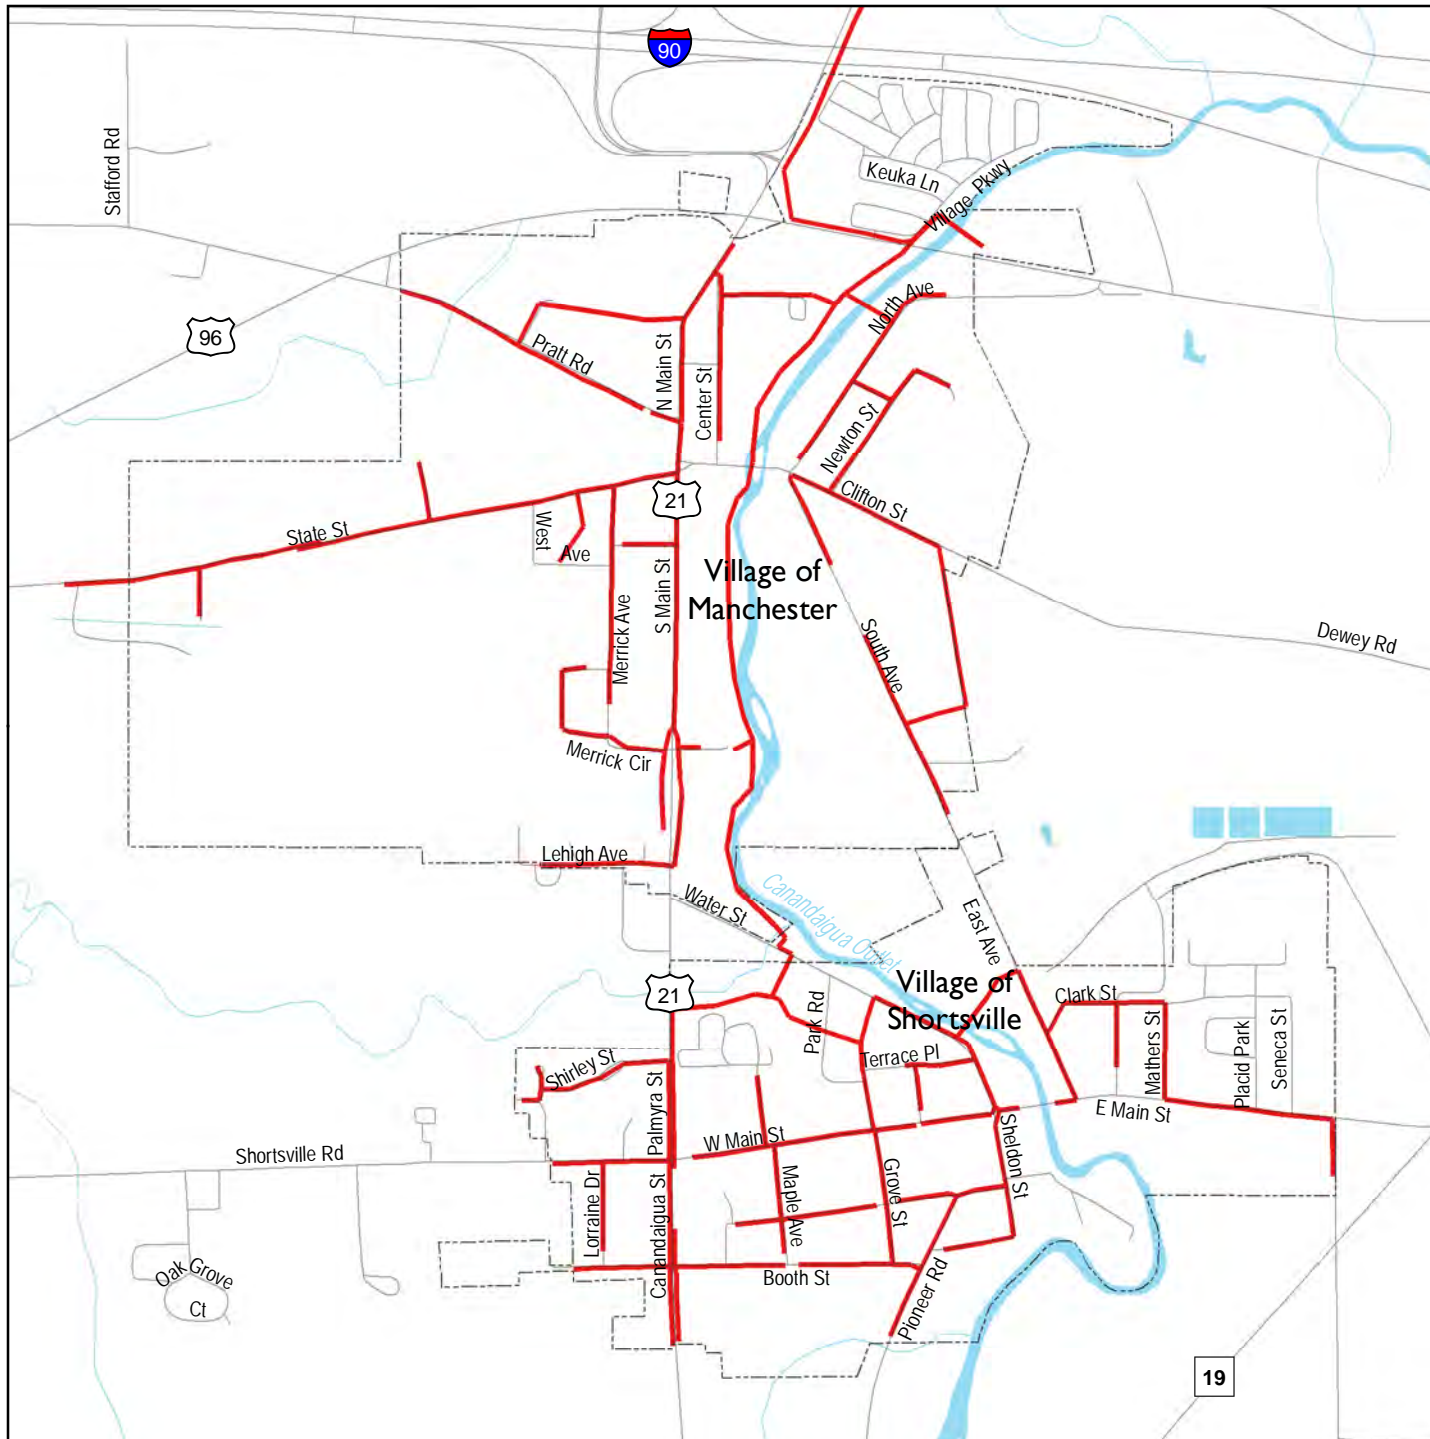 90
Stafford Rd
Keuka Ln
Village Pkwy
96
North Ave
Pratt Rd
N Main St
Center St
Newton St
21
Clifton St
State St
West
Ave
Village of
Manchester
S Main St
Merrick Ave
South Ave
Dewey Rd
Merrick Cir
Lehigh Ave
Water St
Canandaigua Outlet
East Ave
21
Village of
Shortsville
Clark St
Park Rd
Terrace Pl
Mathers St
Placid Park
Seneca St
Shirley St
Palmyra St
E Main St
W Main St
Sheldon St
Shortsville Rd
Lorraine Dr
Canandaigua St
Maple Ave
Grove St
Oak Grove
Ct
Booth St
Pioneer Rd
19